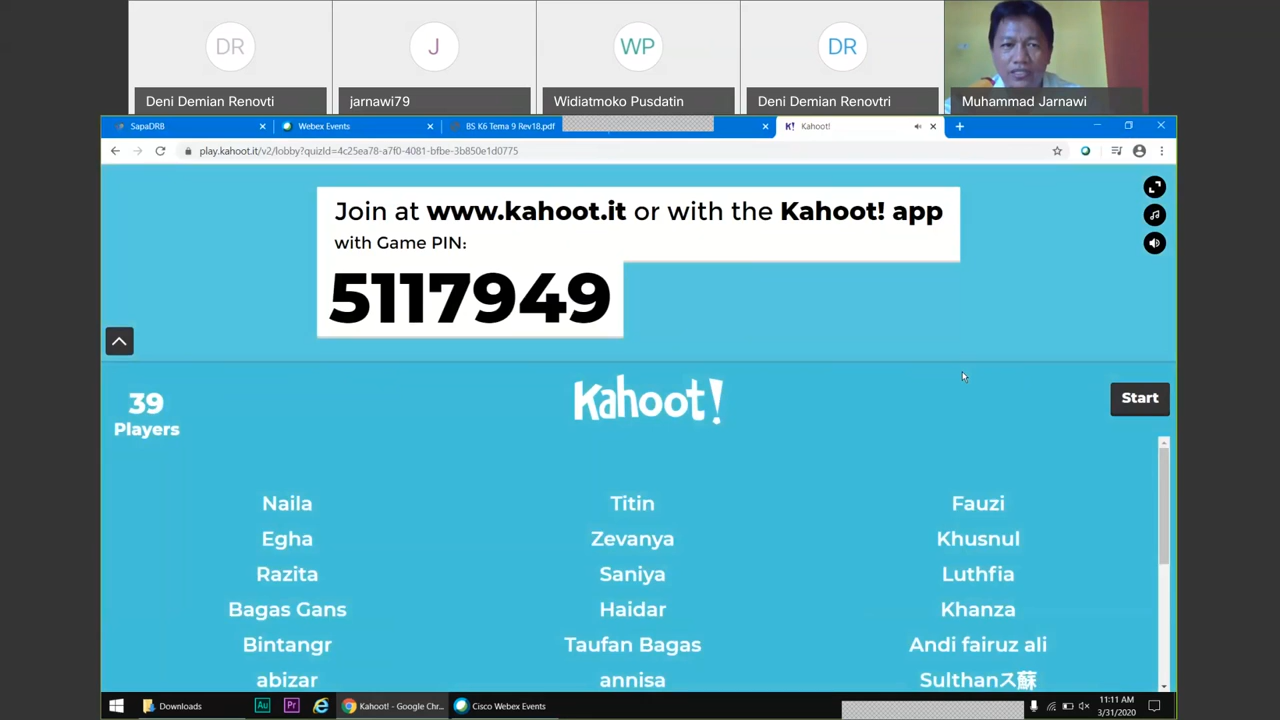 DR
J
WP
DR
Deni Demian Renovti
jarnawi79
Widiatmoko Pusdatin
Deni Demian Renovtri
Muhammad Jarnawi
SapaDRB
Webex Events
BS K6 Tema 9 Rev18.pdf
K! Kahoot!
play.kahoot.it/v2/lobby?quizId=4c25ea78-a7f0-4081-bfbe-3b850e1d0775
Join at www.kahoot.it or with the Kahoot! app
with Game PIN:
5117949
39
Players
Kahoot!
Start
Naila
Titin
Fauzi
Egha
Zevanya
Khusnul
Razita
Saniya
Luthfia
Bagas Gans
Haidar
Khanza
Bintangr
Taufan Bagas
Andi fairuz ali
abizar
annisa
Sulthanス蘇
Downloads
Au
Pr
Kahoot! - Google Chr...
Cisco Webex Events
11:11 AM
3/31/2020